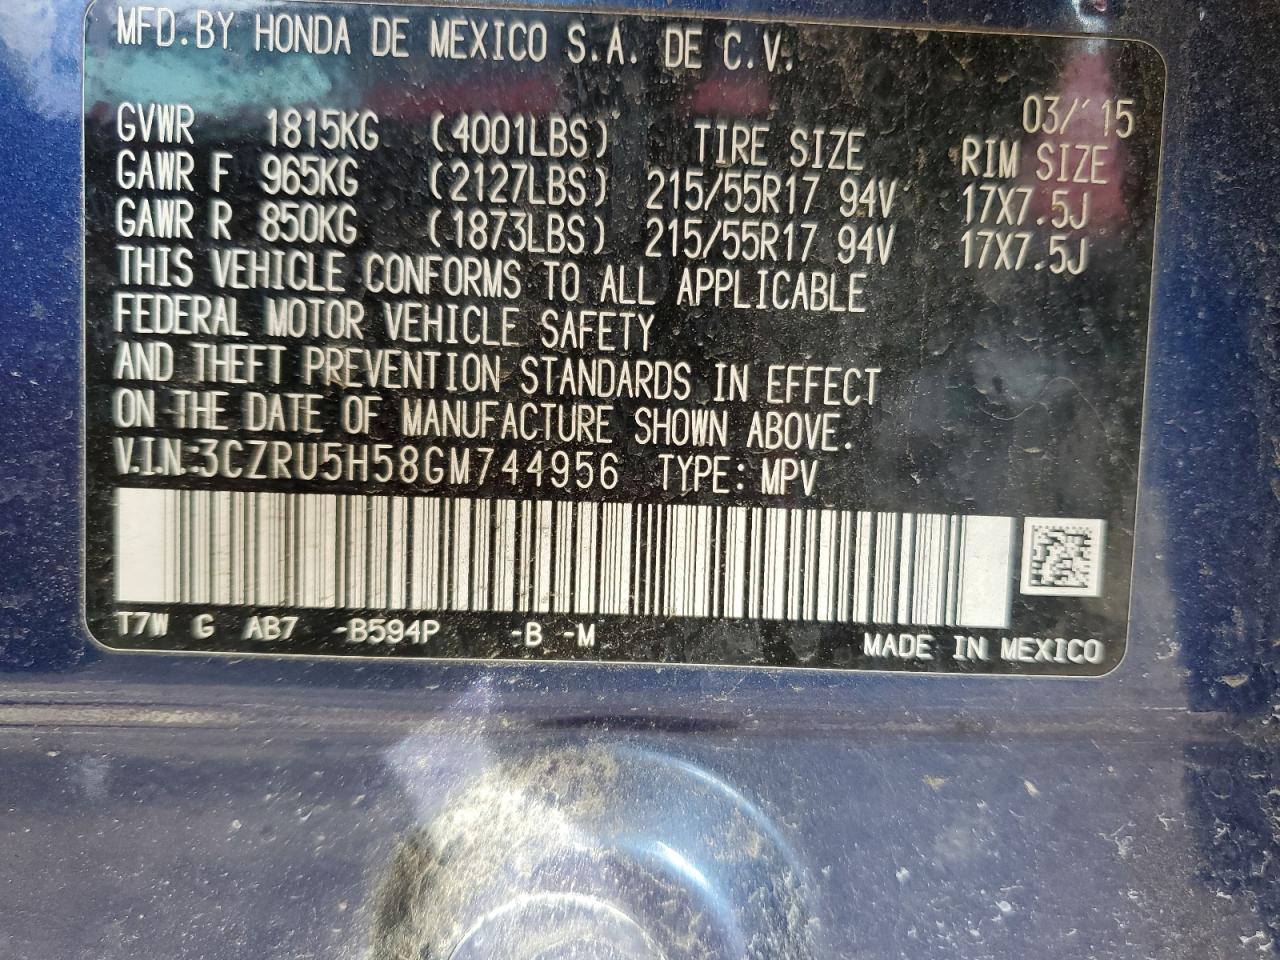 MFD.BY HONDA DE MEXICO S.A. DE C.V.
03/'15
GVWR 1815KG (4001LBS) TIRE SIZE RIM SIZE
GAWR F 965KG (2127LBS) 215/55R17 94V 17X7.5J
GAWR R 850KG (1873LBS) 215/55R17 94V 17X7.5J
THIS VEHICLE CONFORMS TO ALL APPLICABLE
FEDERAL MOTOR VEHICLE SAFETY
AND THEFT PREVENTION STANDARDS IN EFFECT
ON THE DATE OF MANUFACTURE SHOWN ABOVE.
V.I.N.:3CZRU5H58GM744956 TYPE: MPV
T7W G AB7 -B594P -B -M MADE IN MEXICO